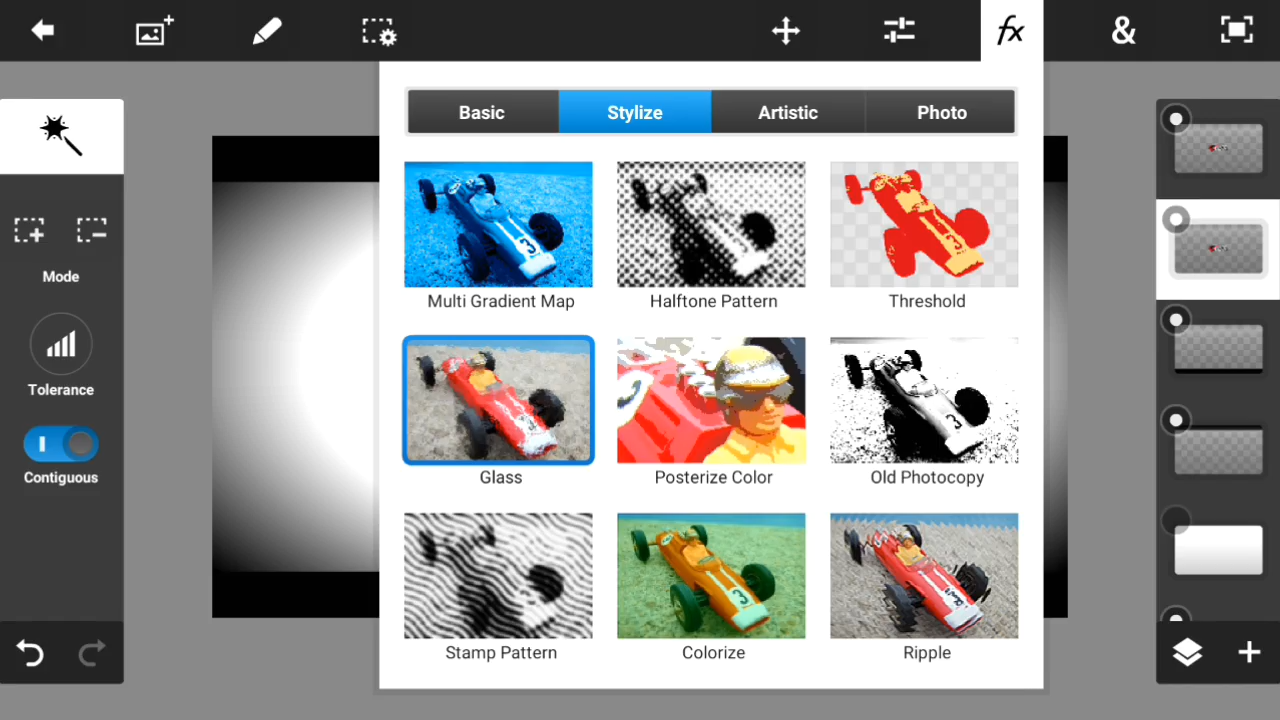 fx
&
Basic Stylize Artistic Photo
Mode
Tolerance
Contiguous
Multi Gradient Map Halftone Pattern Threshold
Glass Posterize Color Old Photocopy
Stamp Pattern Colorize Ripple